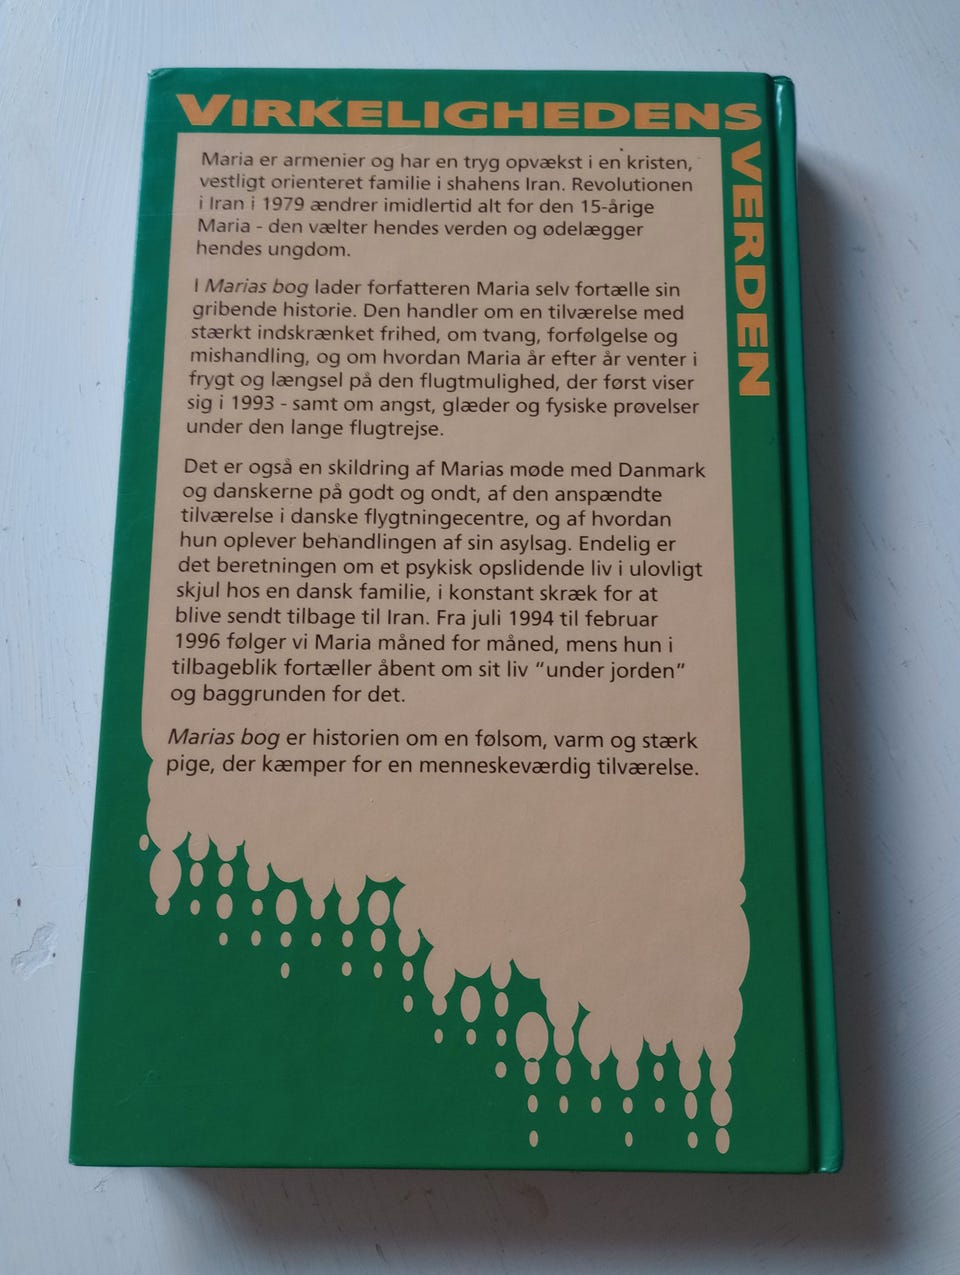 VIRKELIGHEDENS
VERDEN
Maria er armenier og har en tryg opvækst i en kristen,
vestligt orienteret familie i shahens Iran. Revolutionen
i Iran i 1979 ændrer imidlertid alt for den 15-årige
Maria - den vælter hendes verden og ødelægger
hendes ungdom.
I Marias bog lader forfatteren Maria selv fortælle sin
gribende historie. Den handler om en tilværelse med
stærkt indskrænket frihed, om tvang, forfølgelse og
mishandling, og om hvordan Maria år efter år venter i
frygt og længsel på den flugtmulighed, der først viser
sig i 1993 - samt om angst, glæder og fysiske prøvelser
under den lange flugtrejse.
Det er også en skildring af Marias møde med Danmark
og danskerne på godt og ondt, af den anspændte
tilværelse i danske flygtningecentre, og af hvordan
hun oplever behandlingen af sin asylsag. Endelig er
det beretningen om et psykisk opslidende liv i ulovligt
skjul hos en dansk familie, i konstant skræk for at
blive sendt tilbage til Iran. Fra juli 1994 til februar
1996 følger vi Maria måned for måned, mens hun i
tilbageblik fortæller åbent om sit liv “under jorden”
og baggrunden for det.
Marias bog er historien om en følsom, varm og stærk
pige, der kæmper for en menneskeværdig tilværelse.